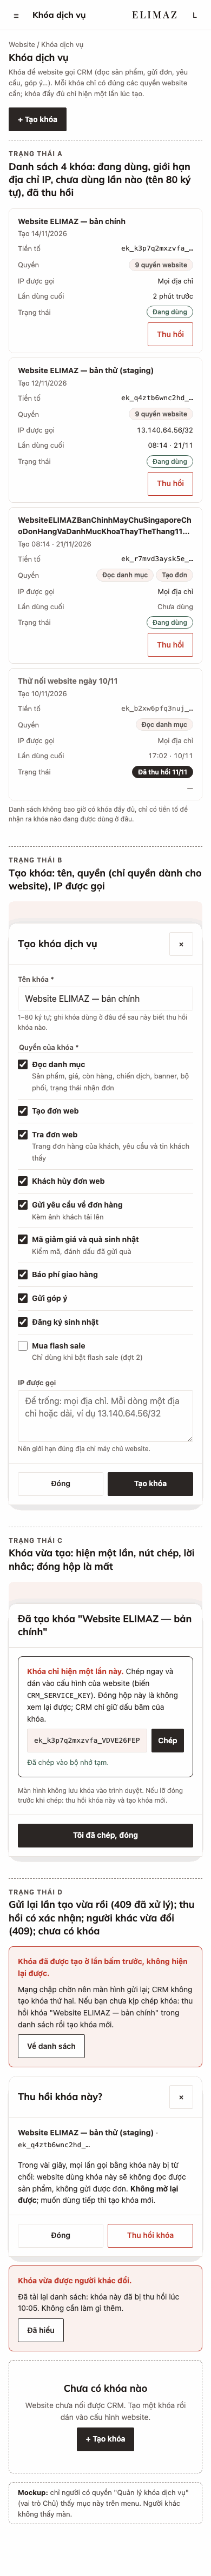 ≡ Khóa dịch vụ ELIMAZ L
Website / Khóa dịch vụ
Khóa dịch vụ
Khóa để website gọi CRM (đọc sản phẩm, gửi đơn, yêu
cầu, góp ý…). Mỗi khóa chỉ có đúng các quyền website
cần; khóa đầy đủ chỉ hiện một lần lúc tạo.
+ Tạo khóa
TRẠNG THÁI A
Danh sách 4 khóa: đang dùng, giới hạn
địa chỉ IP, chưa dùng lần nào (tên 80 ký
tự), đã thu hồi
Website ELIMAZ — bản chính
Tạo 14/11/2026
Tiền tố ek_k3p7q2mxzvfa_…
Quyền 9 quyền website
IP được gọi Mọi địa chỉ
Lần dùng cuối 2 phút trước
Trạng thái Đang dùng
Thu hồi
Website ELIMAZ — bản thử (staging)
Tạo 12/11/2026
Tiền tố ek_q4ztb6wnc2hd_…
Quyền 9 quyền website
IP được gọi 13.140.64.56/32
Lần dùng cuối 08:14 · 21/11
Trạng thái Đang dùng
Thu hồi
WebsiteELIMAZBanChinhMayChuSingaporeCh
oDonHangVaDanhMucKhoaThayTheThang11…
Tạo 08:14 · 21/11/2026
Tiền tố ek_r7mvd3aysk5e_…
Quyền Đọc danh mục Tạo đơn
IP được gọi Mọi địa chỉ
Lần dùng cuối Chưa dùng
Trạng thái Đang dùng
Thu hồi
Thử nối website ngày 10/11
Tạo 10/11/2026
Tiền tố ek_b2xw6pfq3nuj_…
Quyền Đọc danh mục
IP được gọi Mọi địa chỉ
Lần dùng cuối 17:02 · 10/11
Trạng thái Đã thu hồi 11/11
—
Danh sách không bao giờ có khóa đầy đủ, chỉ có tiền tố để
nhận ra khóa nào đang được dùng ở đâu.
TRẠNG THÁI B
Tạo khóa: tên, quyền (chỉ quyền dành cho
website), IP được gọi
Tạo khóa dịch vụ ×
Tên khóa *
Website ELIMAZ — bản chính
1–80 ký tự; ghi khóa dùng ở đâu để sau này biết thu hồi
khóa nào.
Quyền của khóa *
Đọc danh mục
Sản phẩm, giá, còn hàng, chiến dịch, banner, bộ
phối, trạng thái nhận đơn
Tạo đơn web
Tra đơn web
Trang đơn hàng của khách, yêu cầu và tin khách
thấy
Khách hủy đơn web
Gửi yêu cầu về đơn hàng
Kèm ảnh khách tải lên
Mã giảm giá và quà sinh nhật
Kiểm mã, đánh dấu đã gửi quà
Báo phí giao hàng
Gửi góp ý
Đăng ký sinh nhật
Mua flash sale
Chỉ dùng khi bật flash sale (đợt 2)
IP được gọi
Để trống: mọi địa chỉ. Mỗi dòng một địa
chỉ hoặc dải, ví dụ 13.140.64.56/32
Nên giới hạn đúng địa chỉ máy chủ website.
Đóng Tạo khóa
TRẠNG THÁI C
Khóa vừa tạo: hiện một lần, nút chép, lời
nhắc; đóng hộp là mất
Đã tạo khóa "Website ELIMAZ — bản
chính"
Khóa chỉ hiện một lần này. Chép ngay và
dán vào cấu hình của website (biến
CRM_SERVICE_KEY). Đóng hộp này là không
xem lại được; CRM chỉ giữ dấu băm của
khóa.
ek_k3p7q2mxzvfa_VDVE26FEP Chép
Đã chép vào bộ nhớ tạm.
Màn hình không lưu khóa vào trình duyệt. Nếu lỡ đóng
trước khi chép: thu hồi khóa này và tạo khóa mới.
Tôi đã chép, đóng
TRẠNG THÁI D
Gửi lại lần tạo vừa rồi (409 đã xử lý); thu
hồi có xác nhận; người khác vừa đổi
(409); chưa có khóa
Khóa đã được tạo ở lần bấm trước, không hiện
lại được.
Mạng chập chờn nên màn hình gửi lại; CRM không
tạo khóa thứ hai. Nếu bạn chưa kịp chép khóa: thu
hồi khóa "Website ELIMAZ — bản chính" trong
danh sách rồi tạo khóa mới.
Về danh sách
Thu hồi khóa này? ×
Website ELIMAZ — bản thử (staging) ·
ek_q4ztb6wnc2hd_…
Trong vài giây, mọi lần gọi bằng khóa này bị từ
chối: website dùng khóa này sẽ không đọc được
sản phẩm, không gửi được đơn. Không mở lại
được; muốn dùng tiếp thì tạo khóa mới.
Đóng Thu hồi khóa
Khóa vừa được người khác đổi.
Đã tải lại danh sách: khóa này đã bị thu hồi lúc
10:05. Không cần làm gì thêm.
Đã hiểu
Chưa có khóa nào
Website chưa nối được CRM. Tạo một khóa rồi
dán vào cấu hình website.
+ Tạo khóa
Mockup: chỉ người có quyền "Quản lý khóa dịch vụ"
(vai trò Chủ) thấy mục này trên menu. Người khác
không thấy màn.